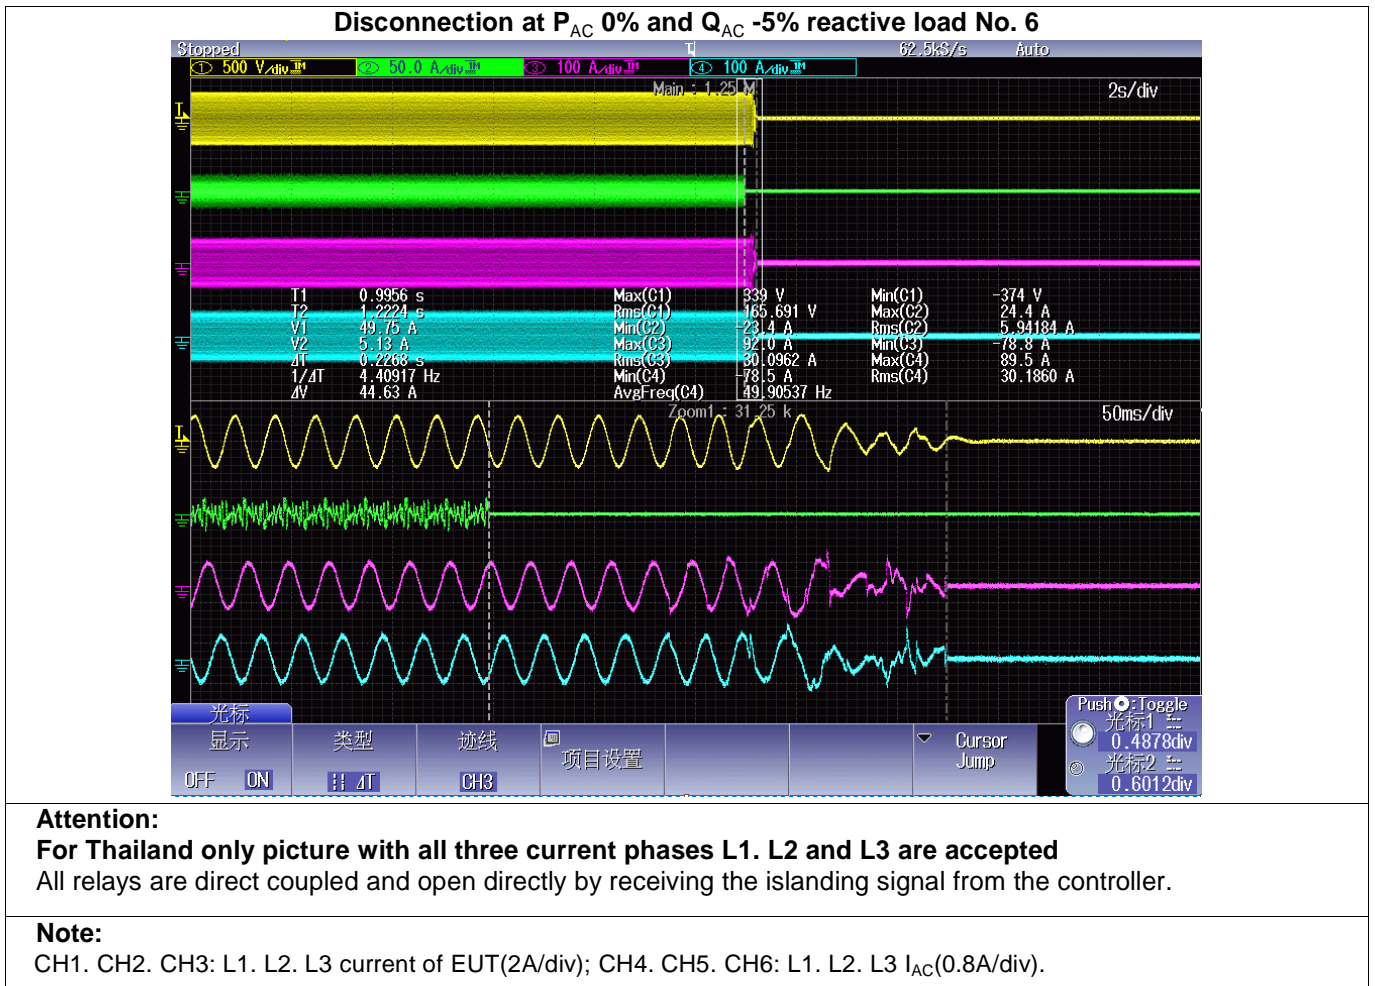 Disconnection at PAC 0% and QAC -5% reactive load No. 6
Stopped T 62.5kS/s Auto
① 500 V/div ② 50.0 A/div ③ 100 A/div ④ 100 A/div
Main : 1.25 M 2s/div
T
T1 0.9956 s Max(C1) 339 V Min(C1) -374 V
T2 1.2224 s Rms(C1) 165.691 V Max(C2) 24.4 A
V1 49.75 A Min(C2) -23.4 A Rms(C2) 5.94184 A
V2 5.13 A Max(C3) 92.0 A Min(C3) -78.8 A
ΔT 0.2268 s Rms(C3) 30.0962 A Max(C4) 89.5 A
1/ΔT 4.40917 Hz Min(C4) -78.5 A Rms(C4) 30.1860 A
ΔV 44.63 A AvgFreq(C4) 49.90537 Hz
Zoom1 : 31.25 k 50ms/div
T
光标
显示 类型 迹线 项目设置 Cursor Jump
OFF ON ΔT CH3
Push :Toggle
光标1
0.4878div
光标2
0.6012div
Attention:
For Thailand only picture with all three current phases L1. L2 and L3 are accepted
All relays are direct coupled and open directly by receiving the islanding signal from the controller.
Note:
CH1. CH2. CH3: L1. L2. L3 current of EUT(2A/div); CH4. CH5. CH6: L1. L2. L3 IAC(0.8A/div).